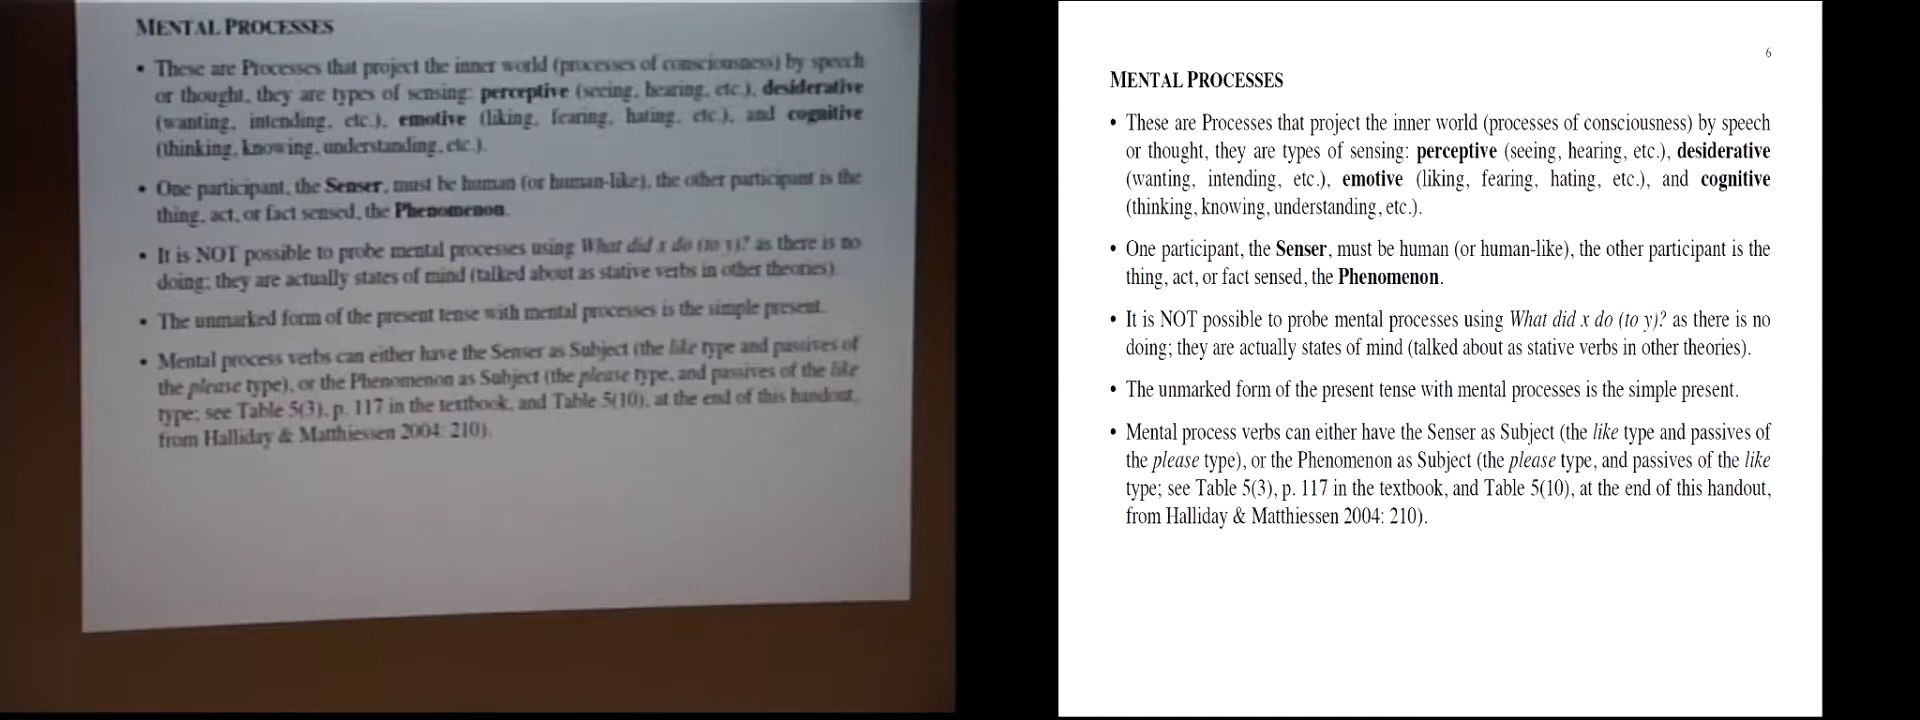 MENTAL PROCESSES
• These are Processes that project the inner world (processes of consciousness) by speech
or thought, they are types of sensing: perceptive (seeing, hearing, etc.), desiderative
(wanting, intending, etc.), emotive (liking, fearing, hating, etc.), and cognitive
(thinking, knowing, understanding, etc.).
• One participant, the Senser, must be human (or human-like), the other participant is the
thing, act, or fact sensed, the Phenomenon.
• It is NOT possible to probe mental processes using What did x do (to y)? as there is no
doing; they are actually states of mind (talked about as stative verbs in other theories).
• The unmarked form of the present tense with mental processes is the simple present.
• Mental process verbs can either have the Senser as Subject (the like type and passives of
the please type), or the Phenomenon as Subject (the please type, and passives of the like
type; see Table 5(3), p. 117 in the textbook, and Table 5(10), at the end of this handout,
from Halliday & Matthiessen 2004: 210).
6
MENTAL PROCESSES
• These are Processes that project the inner world (processes of consciousness) by speech
or thought, they are types of sensing: perceptive (seeing, hearing, etc.), desiderative
(wanting, intending, etc.), emotive (liking, fearing, hating, etc.), and cognitive
(thinking, knowing, understanding, etc.).
• One participant, the Senser, must be human (or human-like), the other participant is the
thing, act, or fact sensed, the Phenomenon.
• It is NOT possible to probe mental processes using What did x do (to y)? as there is no
doing; they are actually states of mind (talked about as stative verbs in other theories).
• The unmarked form of the present tense with mental processes is the simple present.
• Mental process verbs can either have the Senser as Subject (the like type and passives of
the please type), or the Phenomenon as Subject (the please type, and passives of the like
type; see Table 5(3), p. 117 in the textbook, and Table 5(10), at the end of this handout,
from Halliday & Matthiessen 2004: 210).